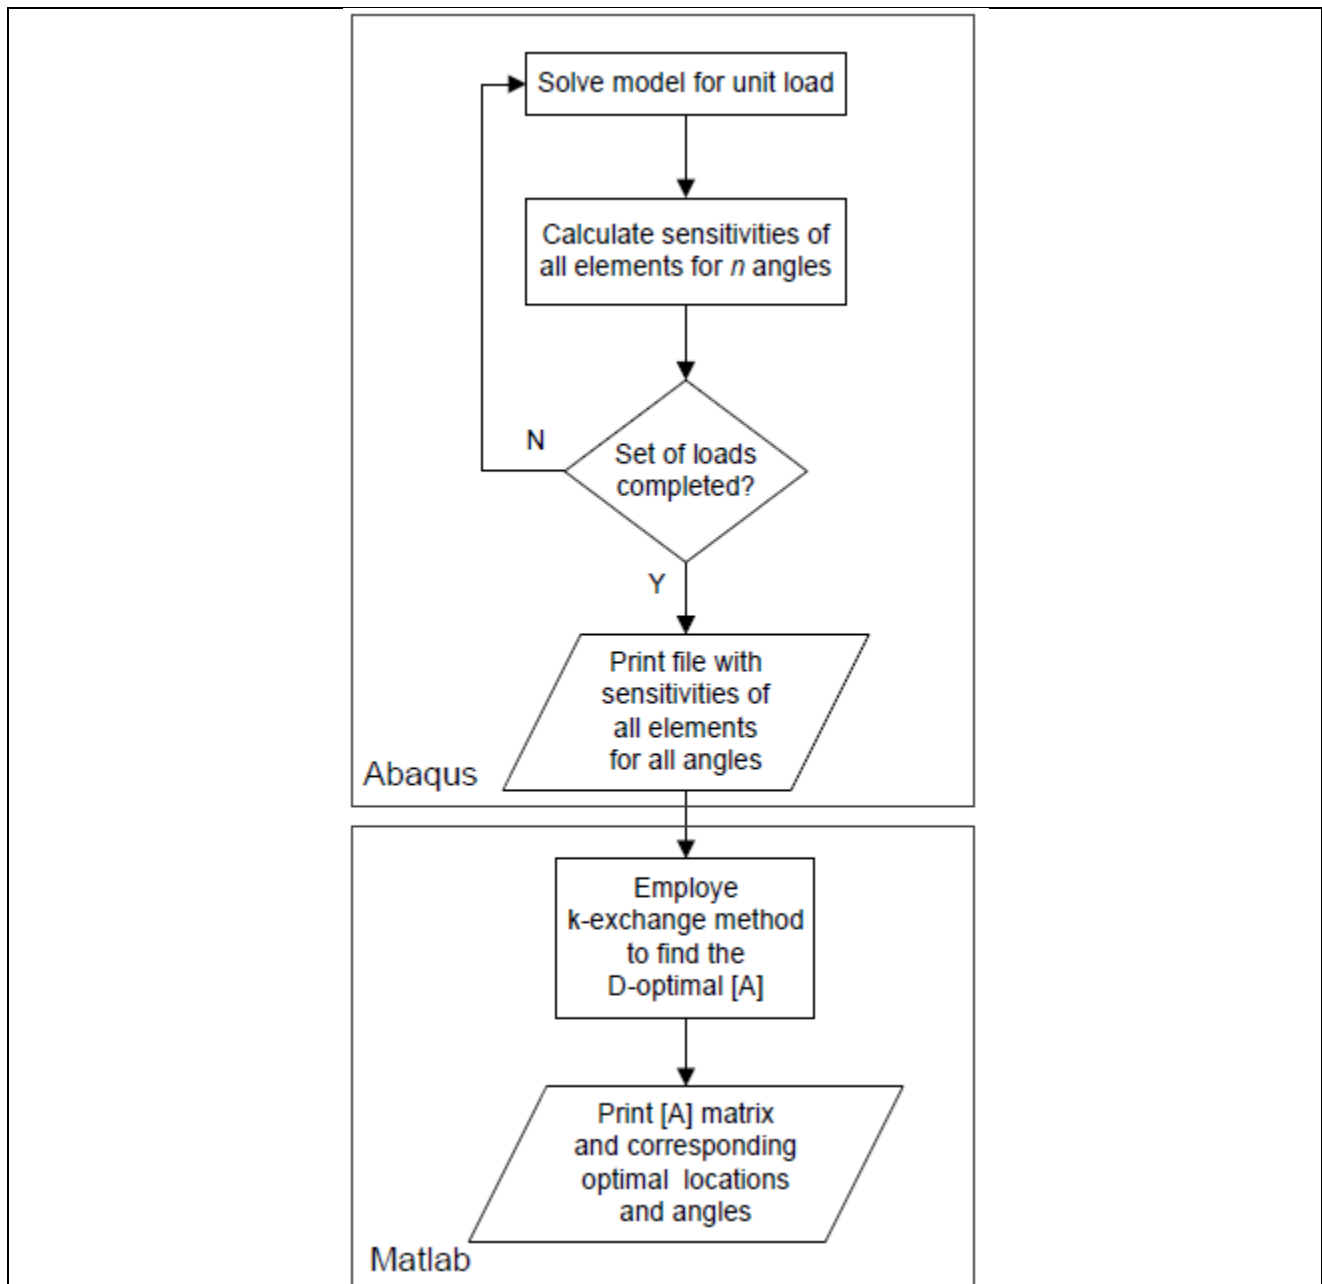 Solve model for unit load
Calculate sensitivities of
all elements for n angles
N
Set of loads
completed?
Y
Print file with
sensitivities of
all elements
for all angles
Abaqus
Employe
k-exchange method
to find the
D-optimal [A]
Print [A] matrix
and corresponding
optimal locations
and angles
Matlab